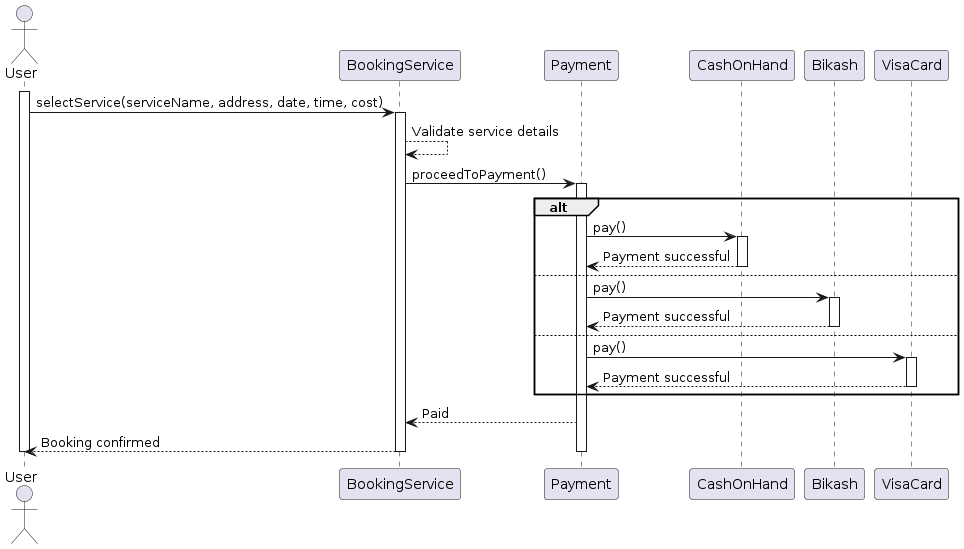 User
BookingService
Payment
CashOnHand
Bikash
VisaCard
selectService(serviceName, address, date, time, cost)
Validate service details
proceedToPayment()
alt
pay()
Payment successful
pay()
Payment successful
pay()
Payment successful
Paid
Booking confirmed
User
BookingService
Payment
CashOnHand
Bikash
VisaCard